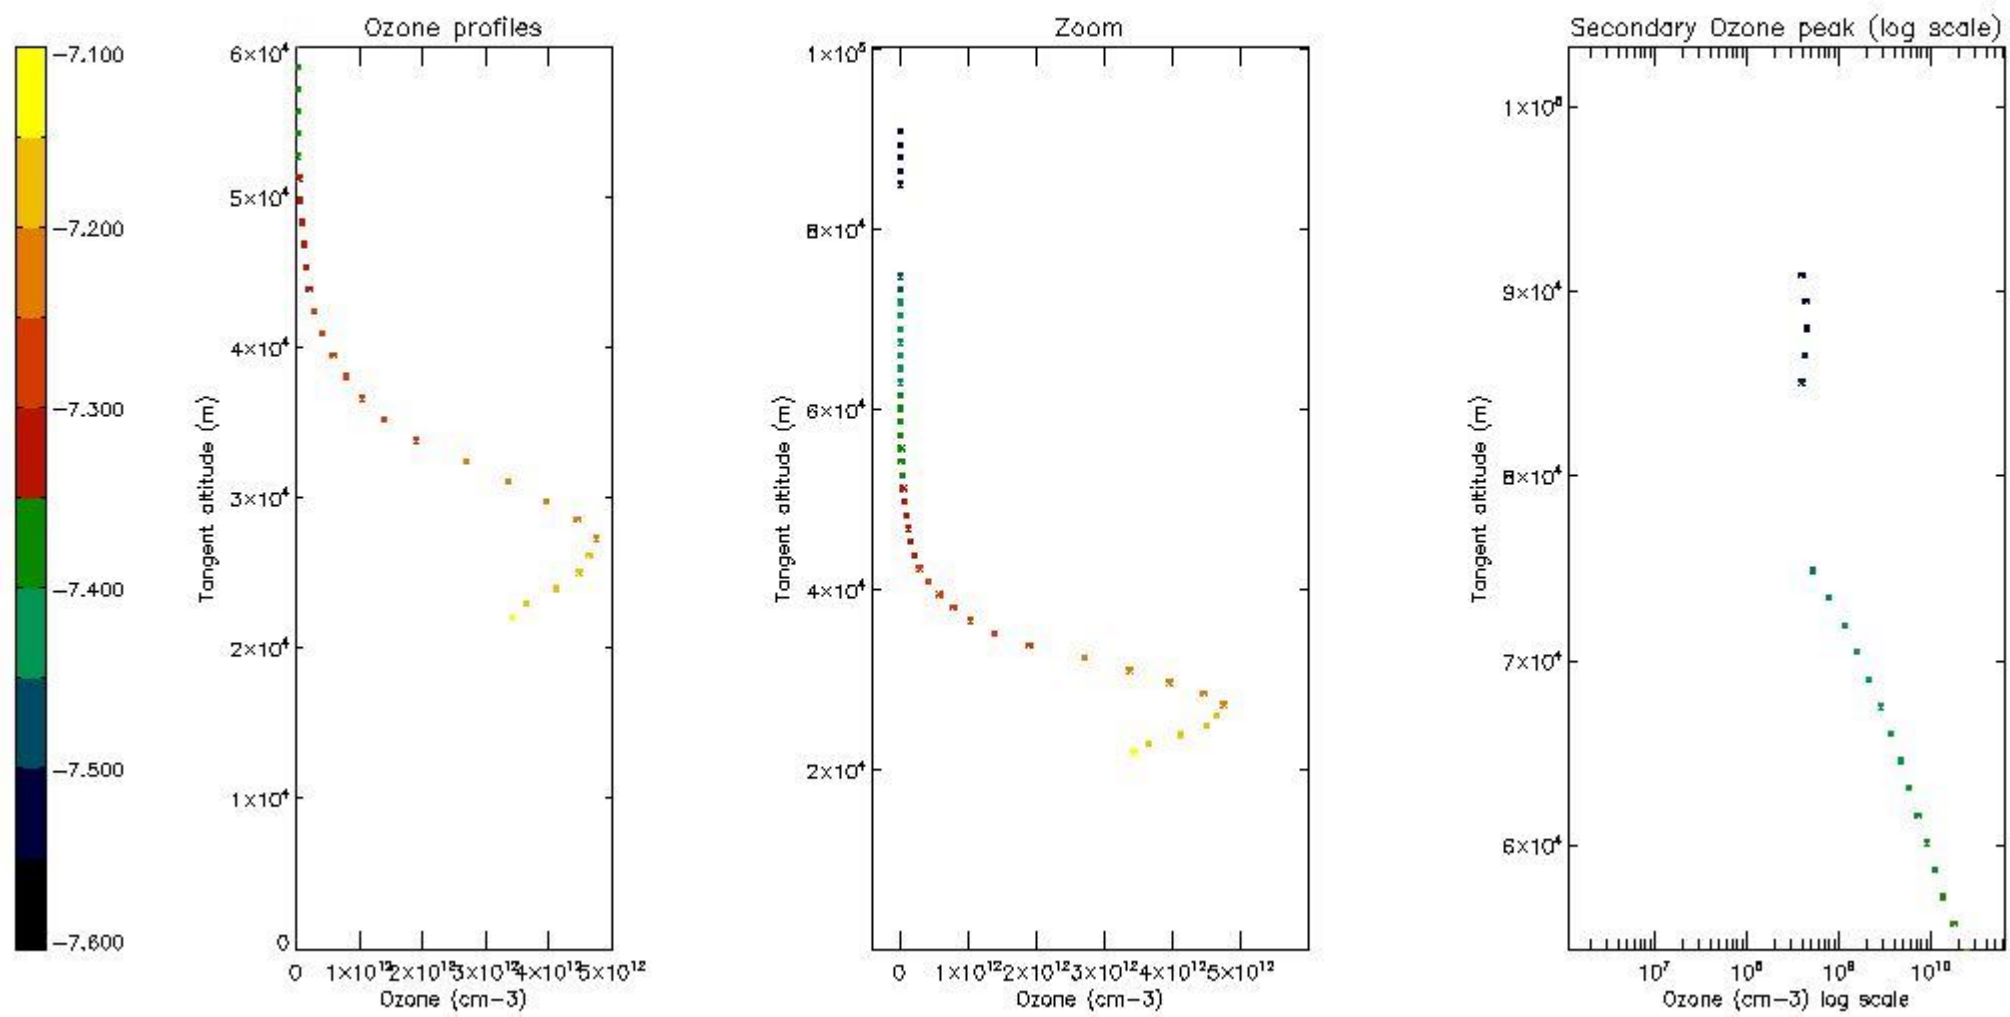 Ozone profiles
Zoom
Secondary Ozone peak (log scale)
−7.100
−7.200
−7.300
−7.400
−7.500
−7.600
6×10⁴
5×10⁴
4×10⁴
3×10⁴
2×10⁴
1×10⁴
0
Tangent altitude (m)
0 1×10¹² 2×10¹² 3×10¹² 4×10¹² 5×10¹²
Ozone (cm−3)
1×10⁵
8×10⁴
6×10⁴
4×10⁴
2×10⁴
Tangent altitude (m)
0 1×10¹² 2×10¹² 3×10¹² 4×10¹² 5×10¹²
Ozone (cm−3)
1×10⁵
9×10⁴
8×10⁴
7×10⁴
6×10⁴
Tangent altitude (m)
10⁷ 10⁸ 10⁹ 10¹⁰
Ozone (cm−3) log scale